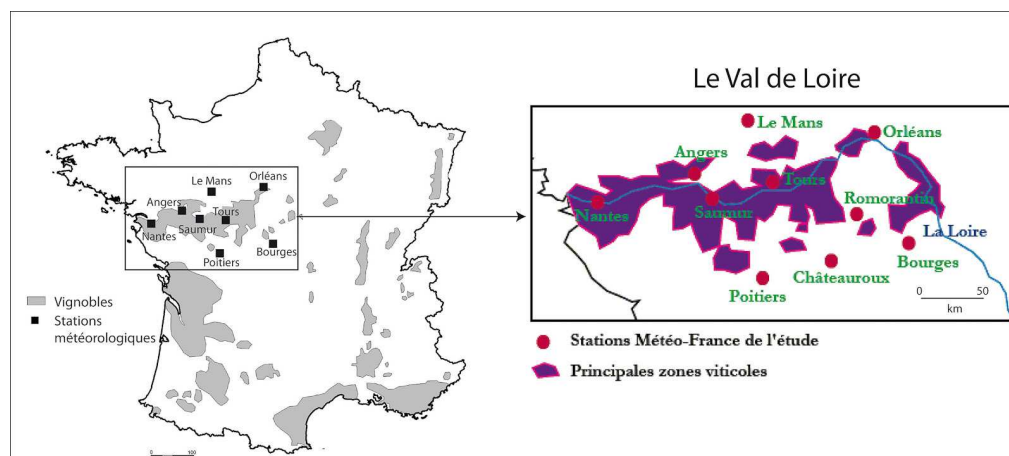 Le Mans
Orléans
Angers
Tours
Saumur
Nantes
Bourges
Poitiers
Vignobles
Stations
météorologiques
0 100
Le Val de Loire
Le Mans
Orléans
Angers
Tours
Romorantin
Saumur
Nantes
La Loire
Bourges
Châteauroux
Poitiers
0 50
km
Stations Météo-France de l'étude
Principales zones viticoles